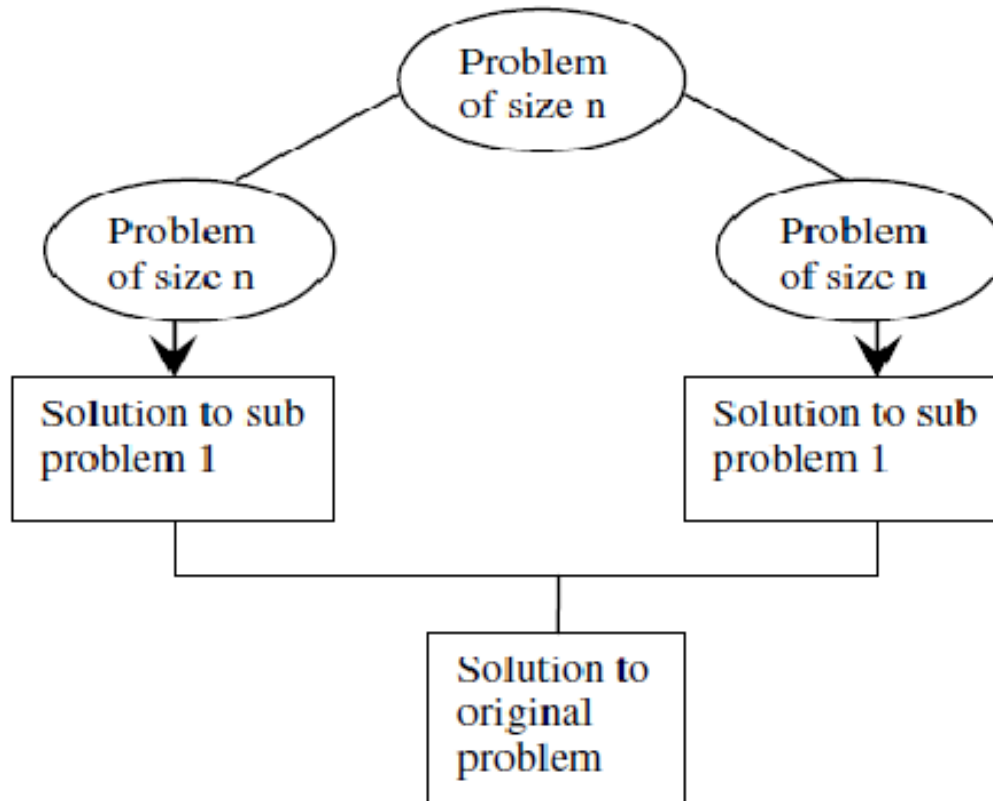 Problem
of size n
Problem
of size n
Problem
of size n
Solution to sub
problem 1
Solution to sub
problem 1
Solution to
original
problem